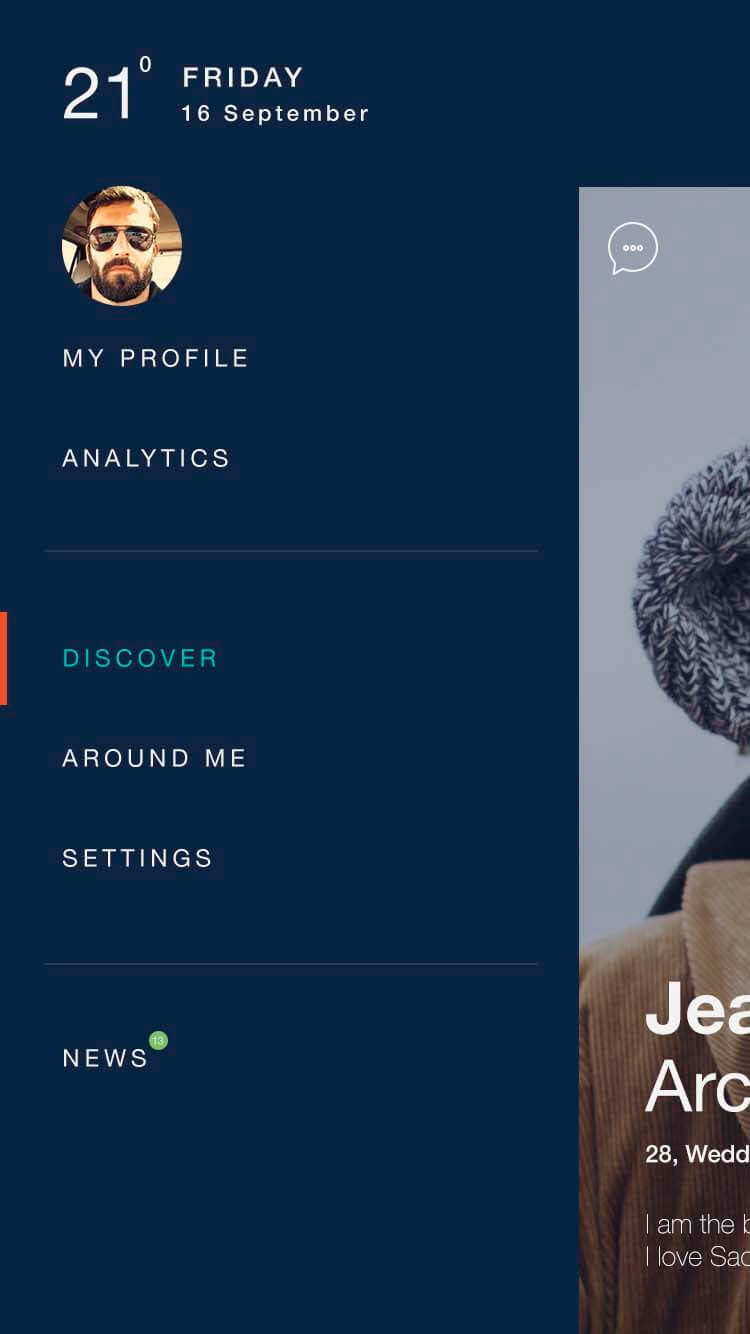 21° FRIDAY
16 September
MY PROFILE
ANALYTICS
DISCOVER
AROUND ME
SETTINGS
NEWS 13
Jea
Arc
28, Wedd
I am the b
I love Sac